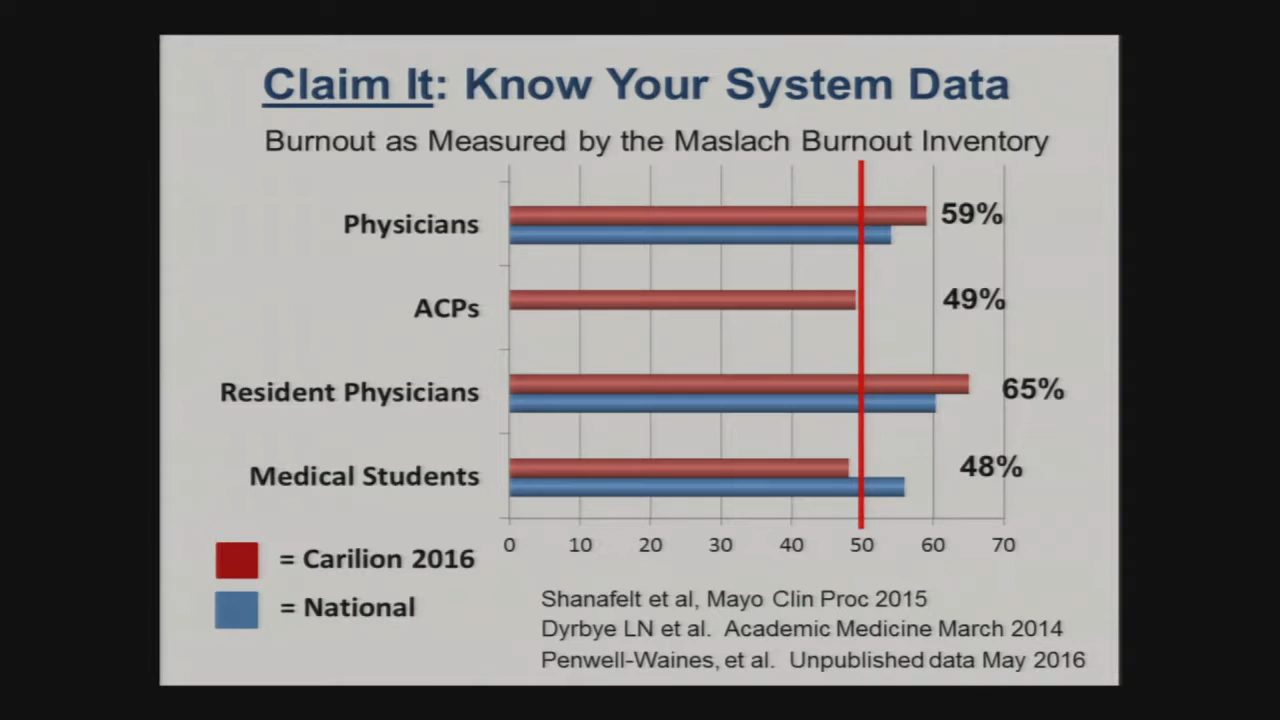 Claim It: Know Your System Data
Burnout as Measured by the Maslach Burnout Inventory
Physicians
59%
ACPs
49%
Resident Physicians
65%
Medical Students
48%
0 10 20 30 40 50 60 70
= Carilion 2016
= National
Shanafelt et al, Mayo Clin Proc 2015
Dyrbye LN et al. Academic Medicine March 2014
Penwell-Waines, et al. Unpublished data May 2016